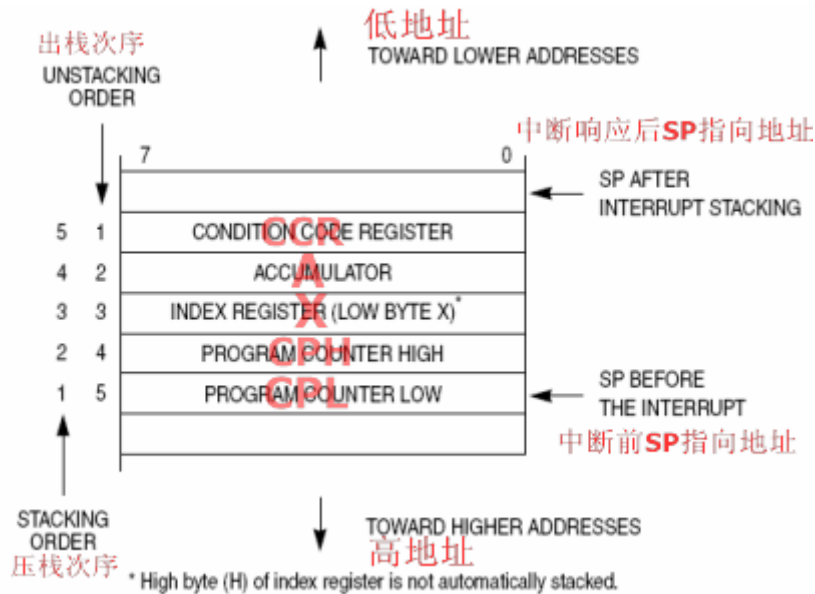 出栈次序
UNSTACKING
ORDER
低地址
TOWARD LOWER ADDRESSES
中断响应后SP指向地址
7 0
SP AFTER
INTERRUPT STACKING
5 1 CONDITION CODE REGISTER
CCR
4 2 ACCUMULATOR
A
3 3 INDEX REGISTER (LOW BYTE X)*
X
2 4 PROGRAM COUNTER HIGH
CPH
1 5 PROGRAM COUNTER LOW
CPL
SP BEFORE
THE INTERRUPT
中断前SP指向地址
STACKING
ORDER
压栈次序
TOWARD HIGHER ADDRESSES
高地址
* High byte (H) of index register is not automatically stacked.